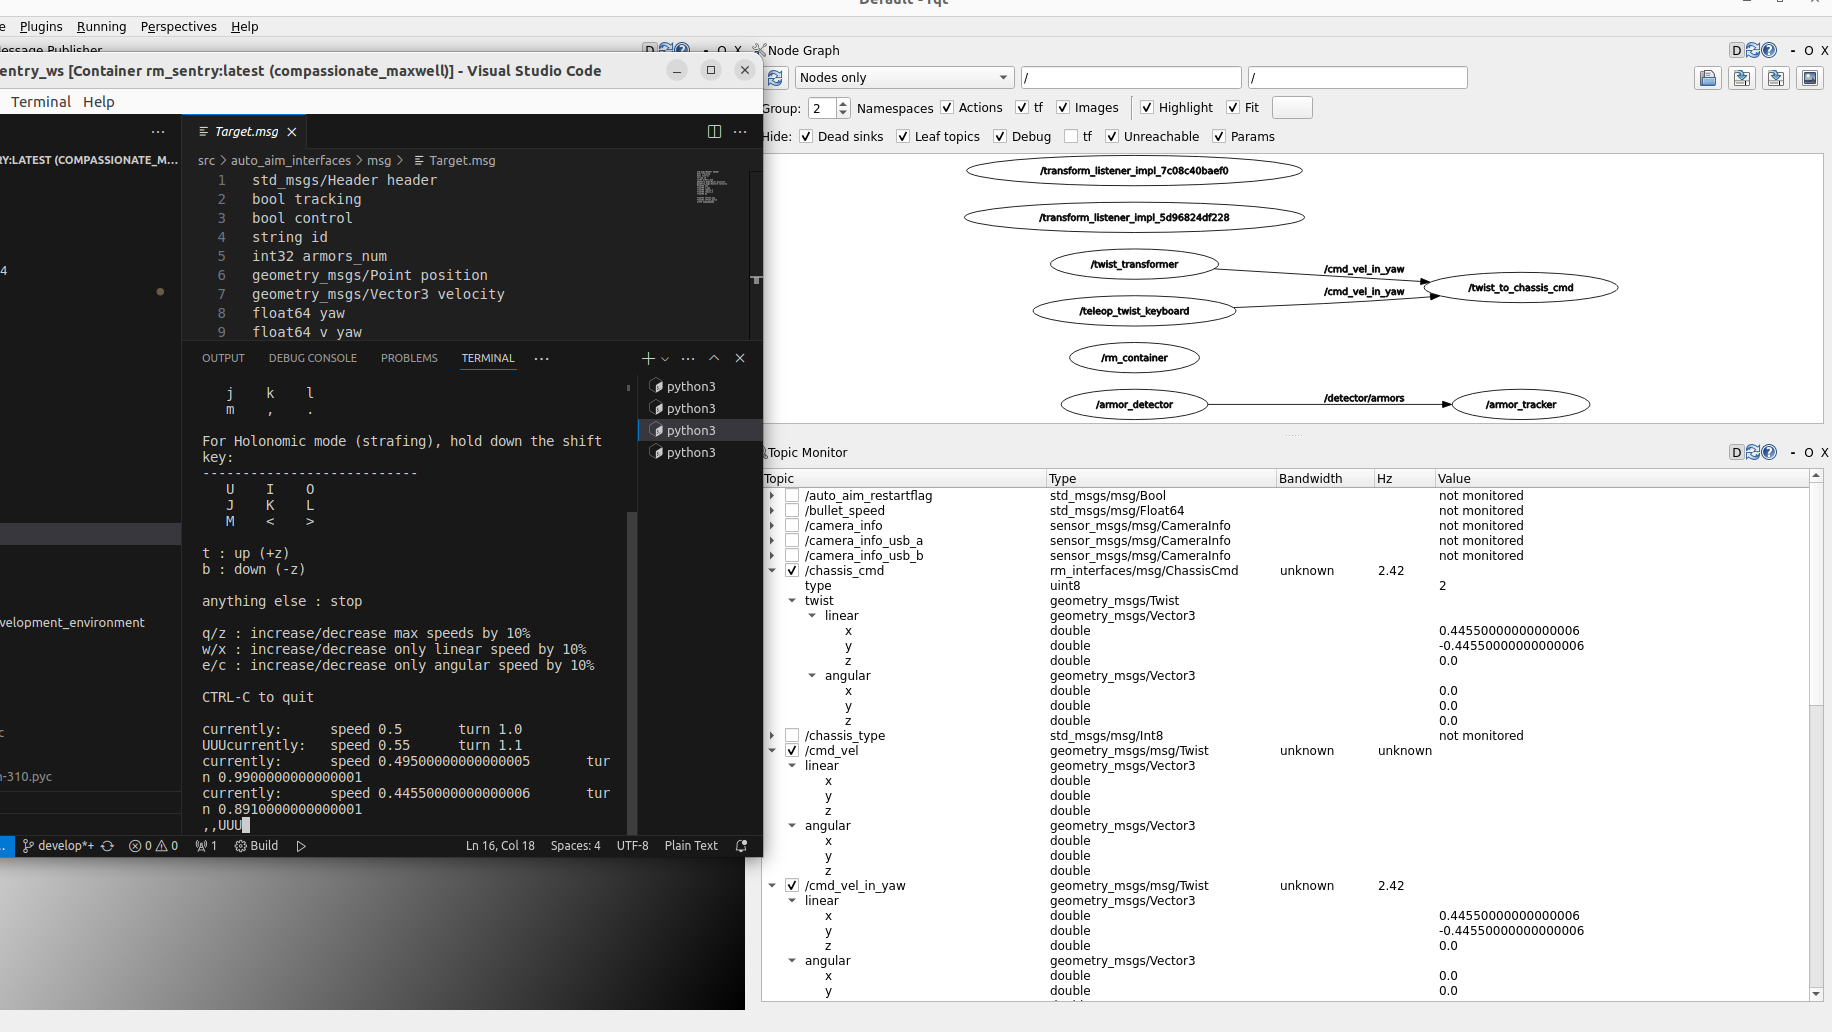 Default - rqt
e Plugins Running Perspectives Help
essage Publisher
D - O X
entry_ws [Container rm_sentry:latest (compassionate_maxwell)] - Visual Studio Code
Terminal Help
Y:LATEST (COMPASSIONATE_M...
4
velopment_environment
c
-310.pyc
Target.msg
src > auto_aim_interfaces > msg > Target.msg
1 std_msgs/Header header
2 bool tracking
3 bool control
4 string id
5 int32 armors_num
6 geometry_msgs/Point position
7 geometry_msgs/Vector3 velocity
8 float64 yaw
9 float64 v_yaw
OUTPUT DEBUG CONSOLE PROBLEMS TERMINAL ...
python3
python3
python3
python3
j k l
m , .
For Holonomic mode (strafing), hold down the shift
key:
---------------------------
U I O
J K L
M < >
t : up (+z)
b : down (-z)
anything else : stop
q/z : increase/decrease max speeds by 10%
w/x : increase/decrease only linear speed by 10%
e/c : increase/decrease only angular speed by 10%
CTRL-C to quit
currently: speed 0.5 turn 1.0
UUUcurrently: speed 0.55 turn 1.1
currently: speed 0.49500000000000005 tur
n 0.9900000000000001
currently: speed 0.44550000000000006 tur
n 0.8910000000000001
,,UUU
develop*+ 0 0 1 Build Ln 16, Col 18 Spaces: 4 UTF-8 Plain Text
Node Graph D - O X
Nodes only / /
Group: 2 Namespaces Actions tf Images Highlight Fit
Hide: Dead sinks Leaf topics Debug tf Unreachable Params
/transform_listener_impl_7c08c40baef0
/transform_listener_impl_5d96824df228
/twist_transformer
/cmd_vel_in_yaw
/twist_to_chassis_cmd
/cmd_vel_in_yaw
/teleop_twist_keyboard
/rm_container
/armor_detector
/detector/armors
/armor_tracker
Topic Monitor D - O X
Topic Type Bandwidth Hz Value
/auto_aim_restartflag std_msgs/msg/Bool not monitored
/bullet_speed std_msgs/msg/Float64 not monitored
/camera_info sensor_msgs/msg/CameraInfo not monitored
/camera_info_usb_a sensor_msgs/msg/CameraInfo not monitored
/camera_info_usb_b sensor_msgs/msg/CameraInfo not monitored
/chassis_cmd rm_interfaces/msg/ChassisCmd unknown 2.42
type uint8 2
twist geometry_msgs/Twist
linear geometry_msgs/Vector3
x double 0.44550000000000006
y double -0.44550000000000006
z double 0.0
angular geometry_msgs/Vector3
x double 0.0
y double 0.0
z double 0.0
/chassis_type std_msgs/msg/Int8 not monitored
/cmd_vel geometry_msgs/msg/Twist unknown unknown
linear geometry_msgs/Vector3
x double
y double
z double
angular geometry_msgs/Vector3
x double
y double
z double
/cmd_vel_in_yaw geometry_msgs/msg/Twist unknown 2.42
linear geometry_msgs/Vector3
x double 0.44550000000000006
y double -0.44550000000000006
z double 0.0
angular geometry_msgs/Vector3
x double 0.0
y double 0.0